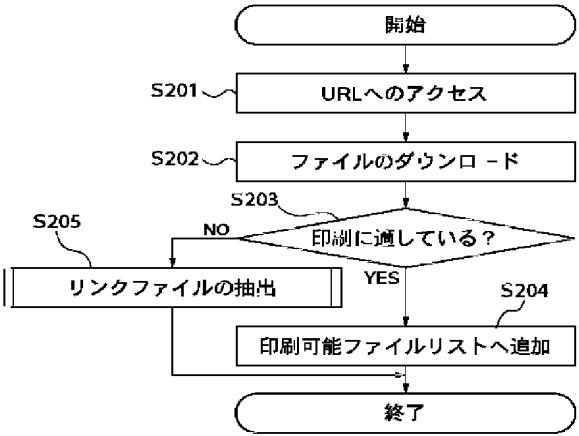 開始
S201
URLへのアクセス
S202
ファイルのダウンロード
S203
印刷に適している？
NO
YES
S205
リンクファイルの抽出
S204
印刷可能ファイルリストへ追加
終了